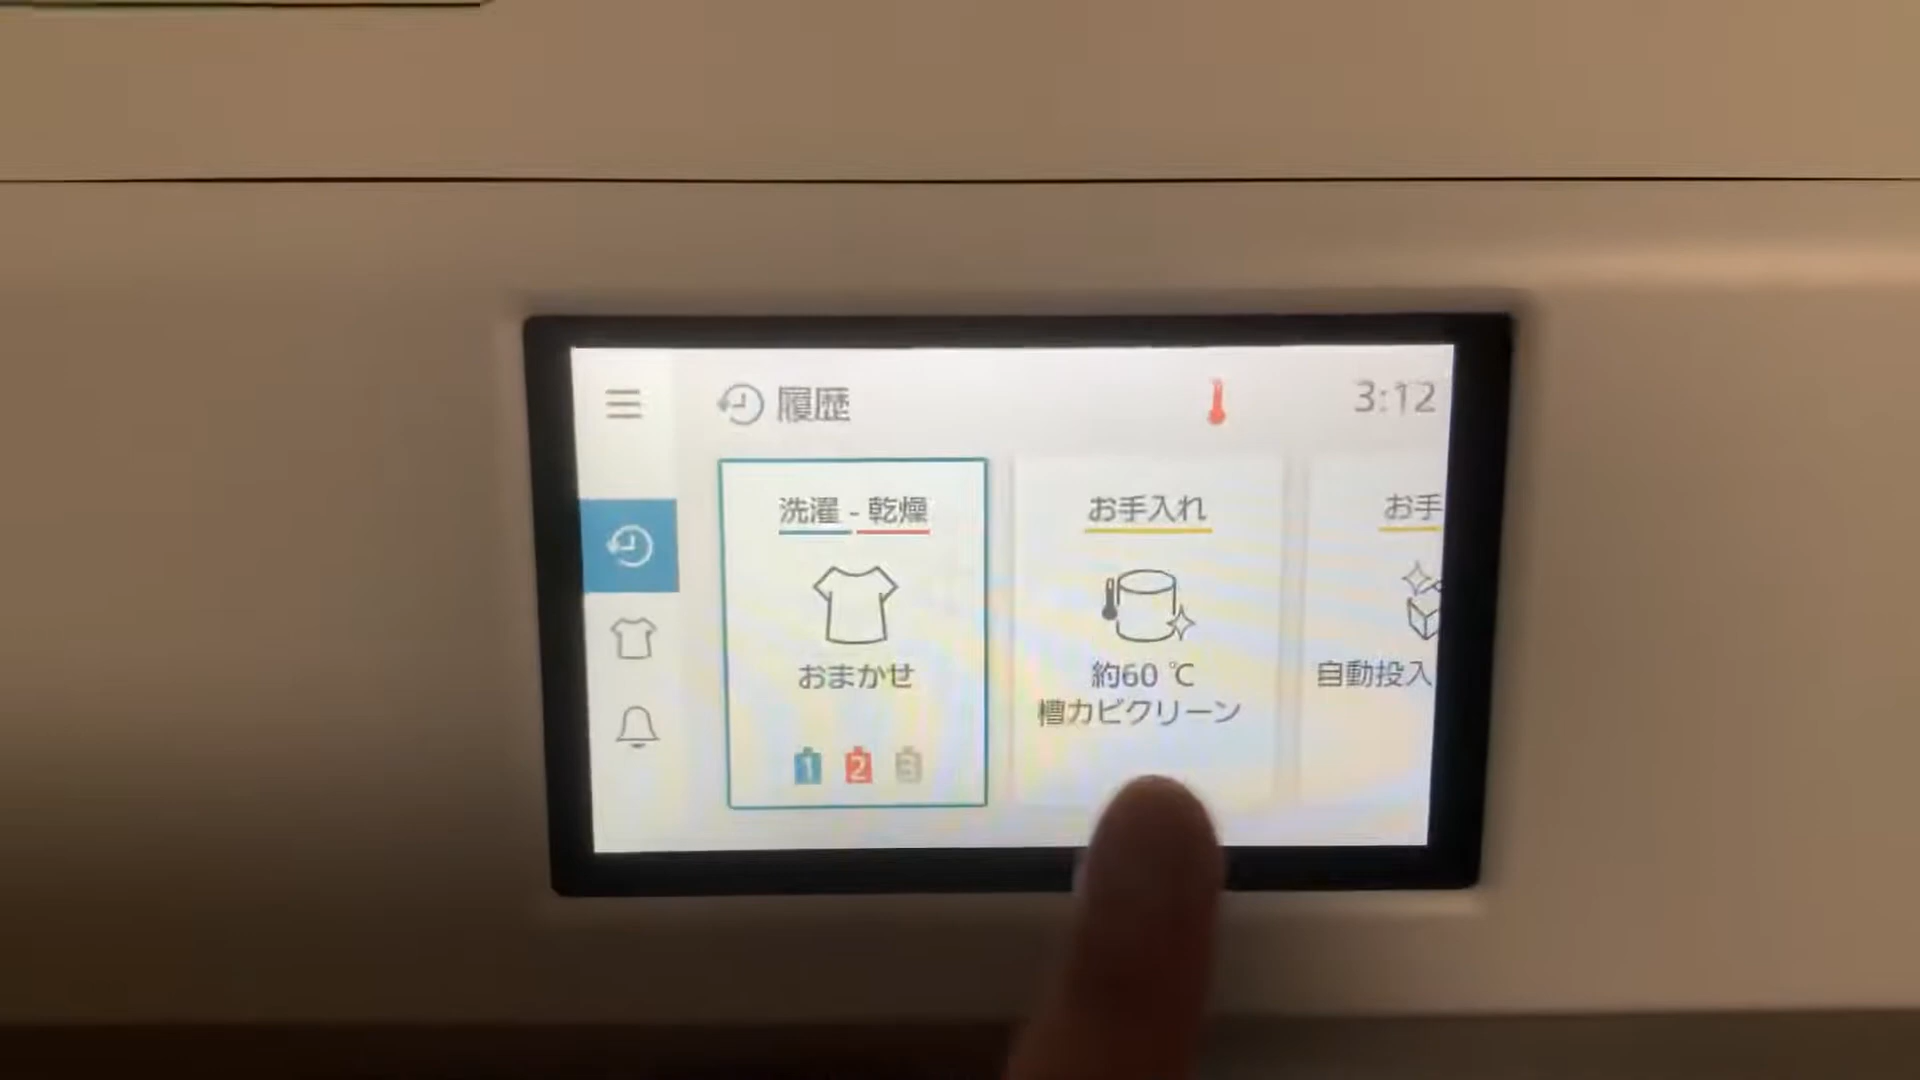 履歴
3:12
洗濯 - 乾燥
おまかせ
1 2 3
お手入れ
約60 ℃
槽カビクリーン
お手
自動投入